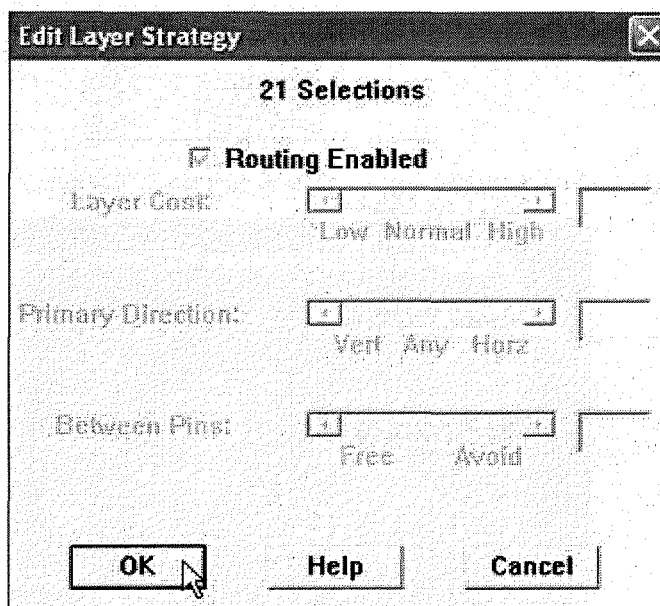 Edit Layer Strategy
21 Selections
Routing Enabled
Layer Cost:
Low Normal High
Primary Direction:
Vert Any Horz
Between Pins:
Free Avoid
OK Help Cancel